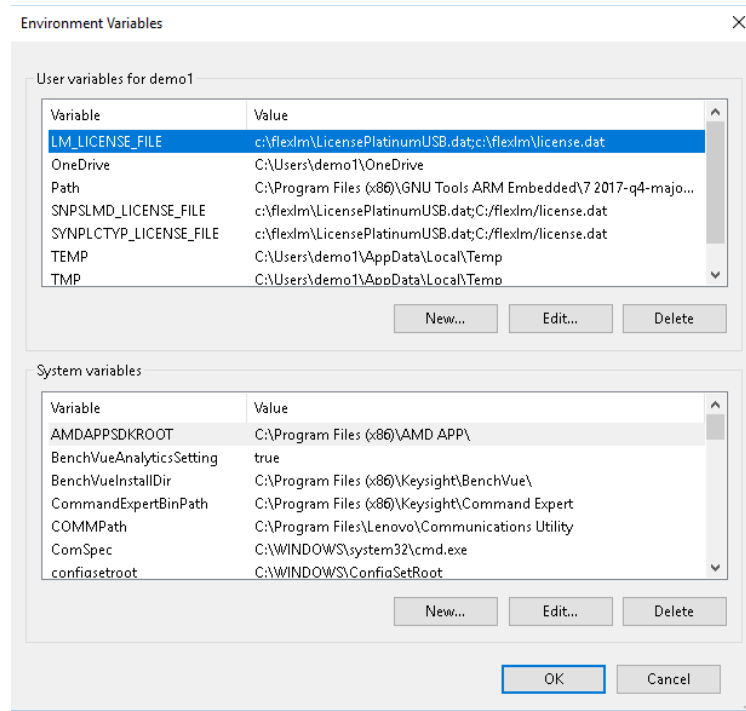 Environment Variables
User variables for demo1
Variable Value
LM_LICENSE_FILE c:\flexlm\LicensePlatinumUSB.dat;c:\flexlm\license.dat
OneDrive C:\Users\demo1\OneDrive
Path C:\Program Files (x86)\GNU Tools ARM Embedded\7 2017-q4-majo...
SNPSLMD_LICENSE_FILE c:\flexlm\LicensePlatinumUSB.dat;C:/flexlm/license.dat
SYNPLCTYP_LICENSE_FILE c:\flexlm\LicensePlatinumUSB.dat;C:/flexlm/license.dat
TEMP C:\Users\demo1\AppData\Local\Temp
TMP C:\Users\demo1\AppData\Local\Temp
New... Edit... Delete
System variables
Variable Value
AMDAPPSDKROOT C:\Program Files (x86)\AMD APP\
BenchVueAnalyticsSetting true
BenchVueInstallDir C:\Program Files (x86)\Keysight\BenchVue\
CommandExpertBinPath C:\Program Files (x86)\Keysight\Command Expert
COMMPath C:\Program Files\Lenovo\Communications Utility
ComSpec C:\WINDOWS\system32\cmd.exe
configsetroot C:\WINDOWS\ConfigSetRoot
New... Edit... Delete
OK Cancel